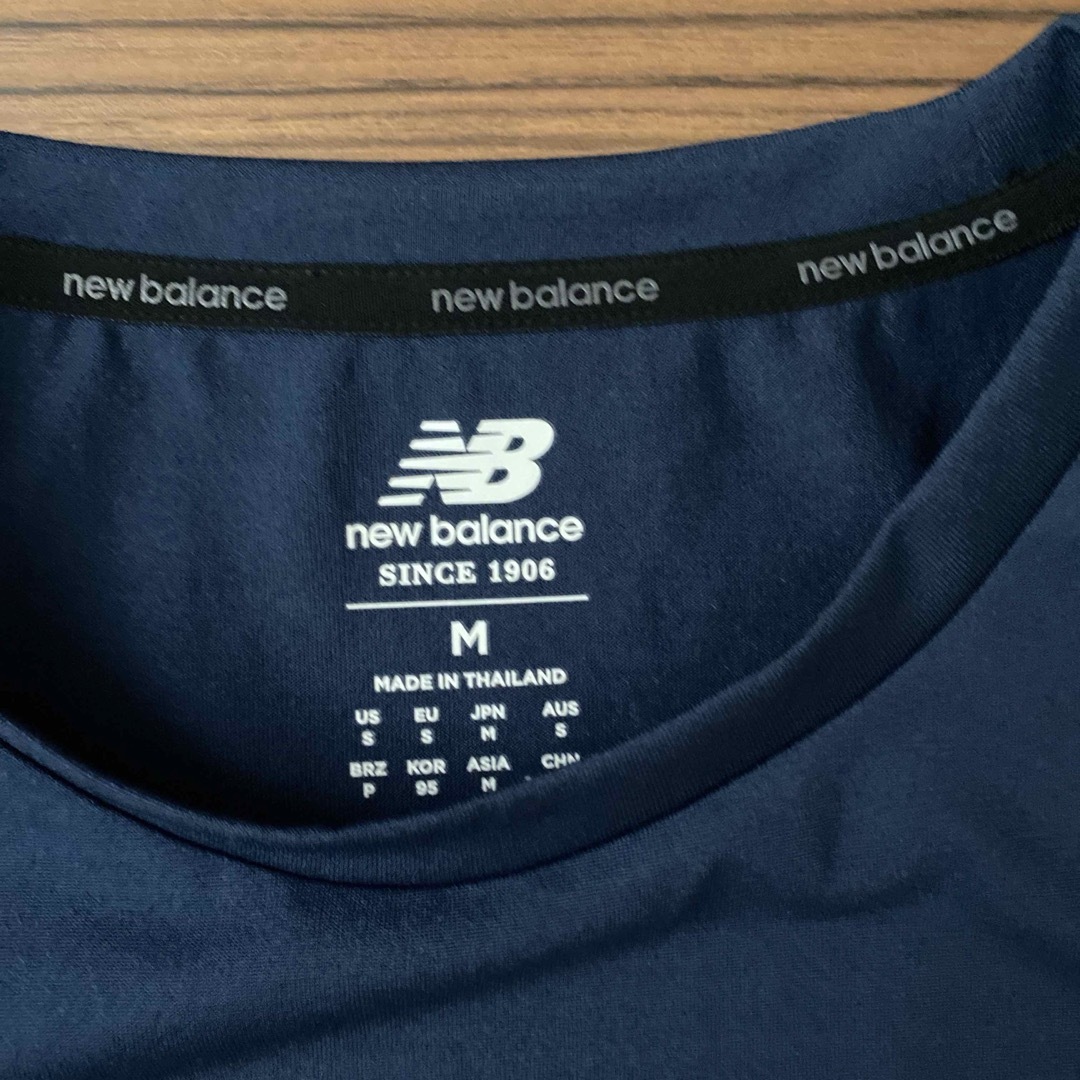 new balance new balance new balance
NB
new balance
SINCE 1906
M
MADE IN THAILAND
US EU JPN AUS
S S M S
BRZ KOR ASIA CHN
P 95 M